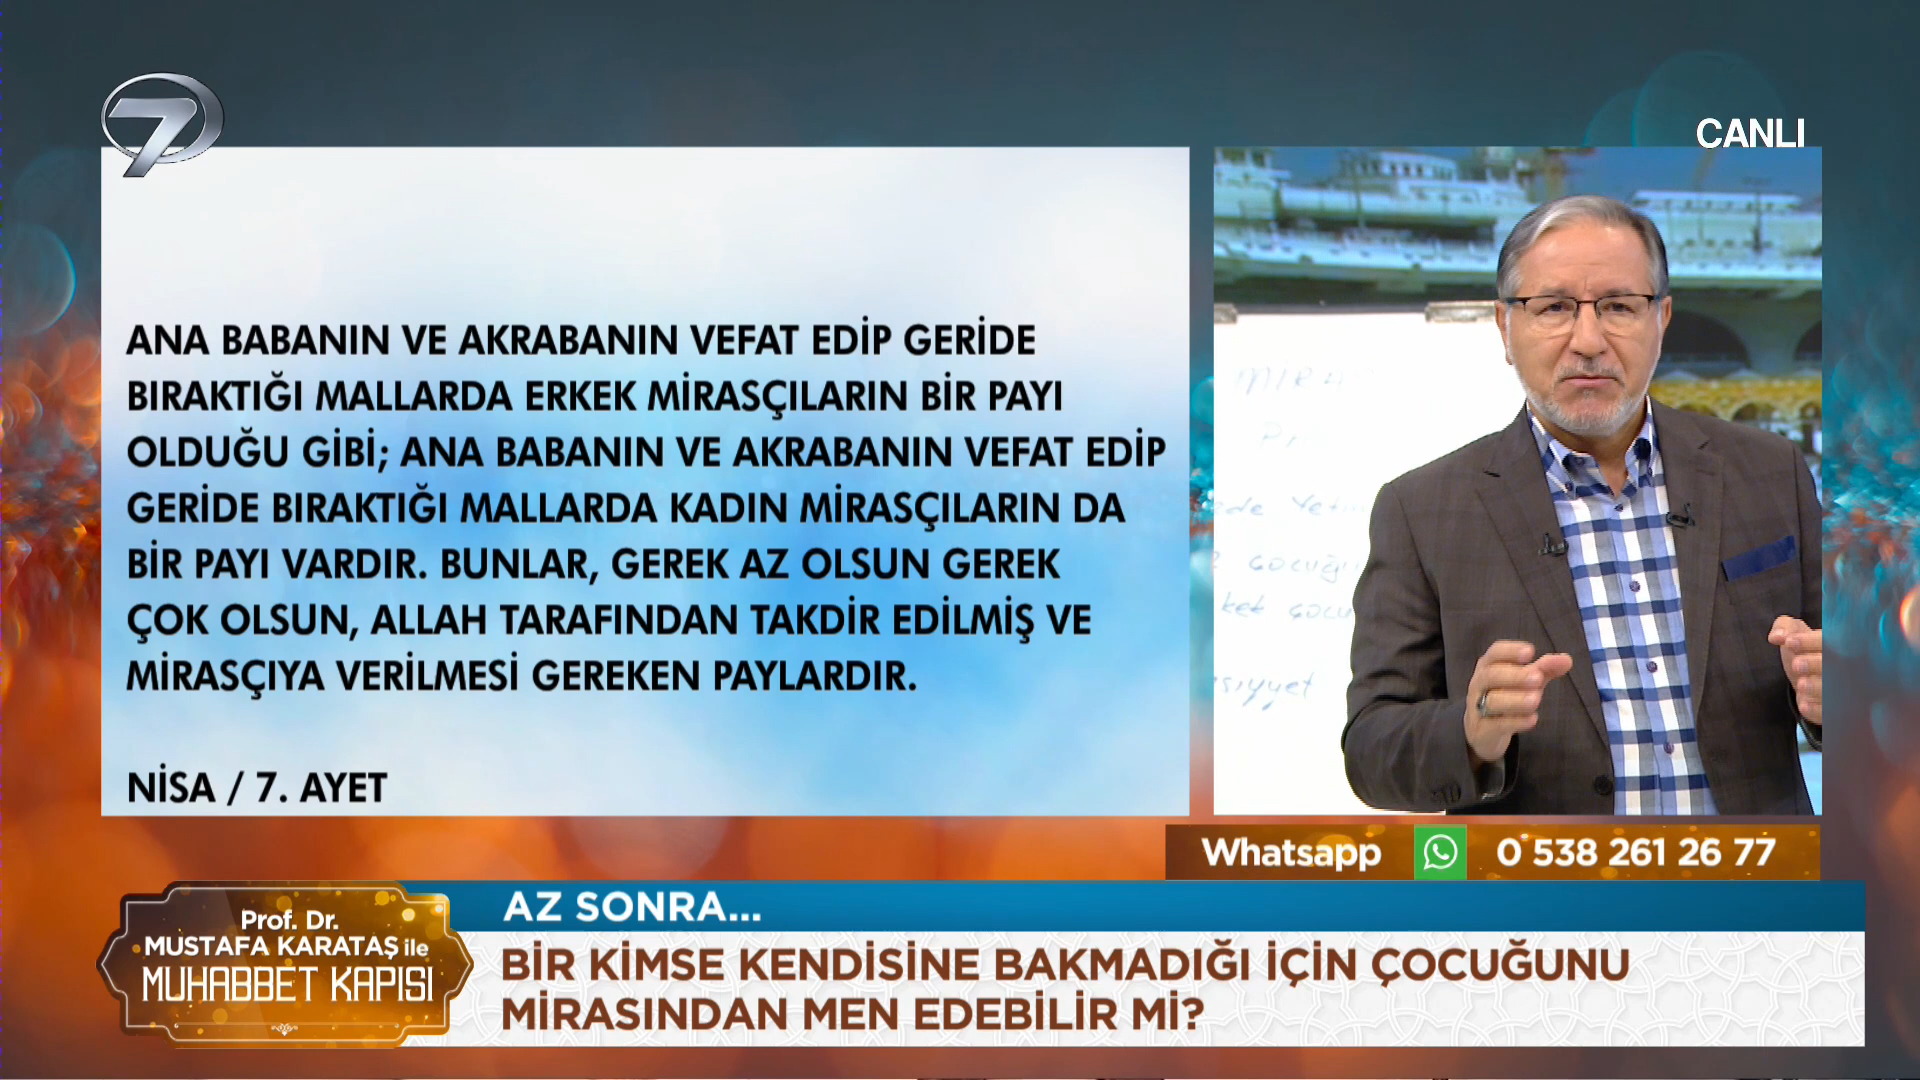 7
CANLI
ANA BABANIN VE AKRABANIN VEFAT EDİP GERİDE
BIRAKTIĞI MALLARDA ERKEK MİRASÇILARIN BİR PAYI
OLDUĞU GİBİ; ANA BABANIN VE AKRABANIN VEFAT EDİP
GERİDE BIRAKTIĞI MALLARDA KADIN MİRASÇILARIN DA
BİR PAYI VARDIR. BUNLAR, GEREK AZ OLSUN GEREK
ÇOK OLSUN, ALLAH TARAFINDAN TAKDİR EDİLMİŞ VE
MİRASÇIYA VERİLMESİ GEREKEN PAYLARDIR.
NİSA / 7. AYET
Whatsapp 0 538 261 26 77
Prof. Dr.
MUSTAFA KARATAŞ ile
MUHABBET KAPISI
AZ SONRA...
BİR KİMSE KENDİSİNE BAKMADIĞI İÇİN ÇOCUĞUNU
MİRASINDAN MEN EDEBİLİR Mİ?